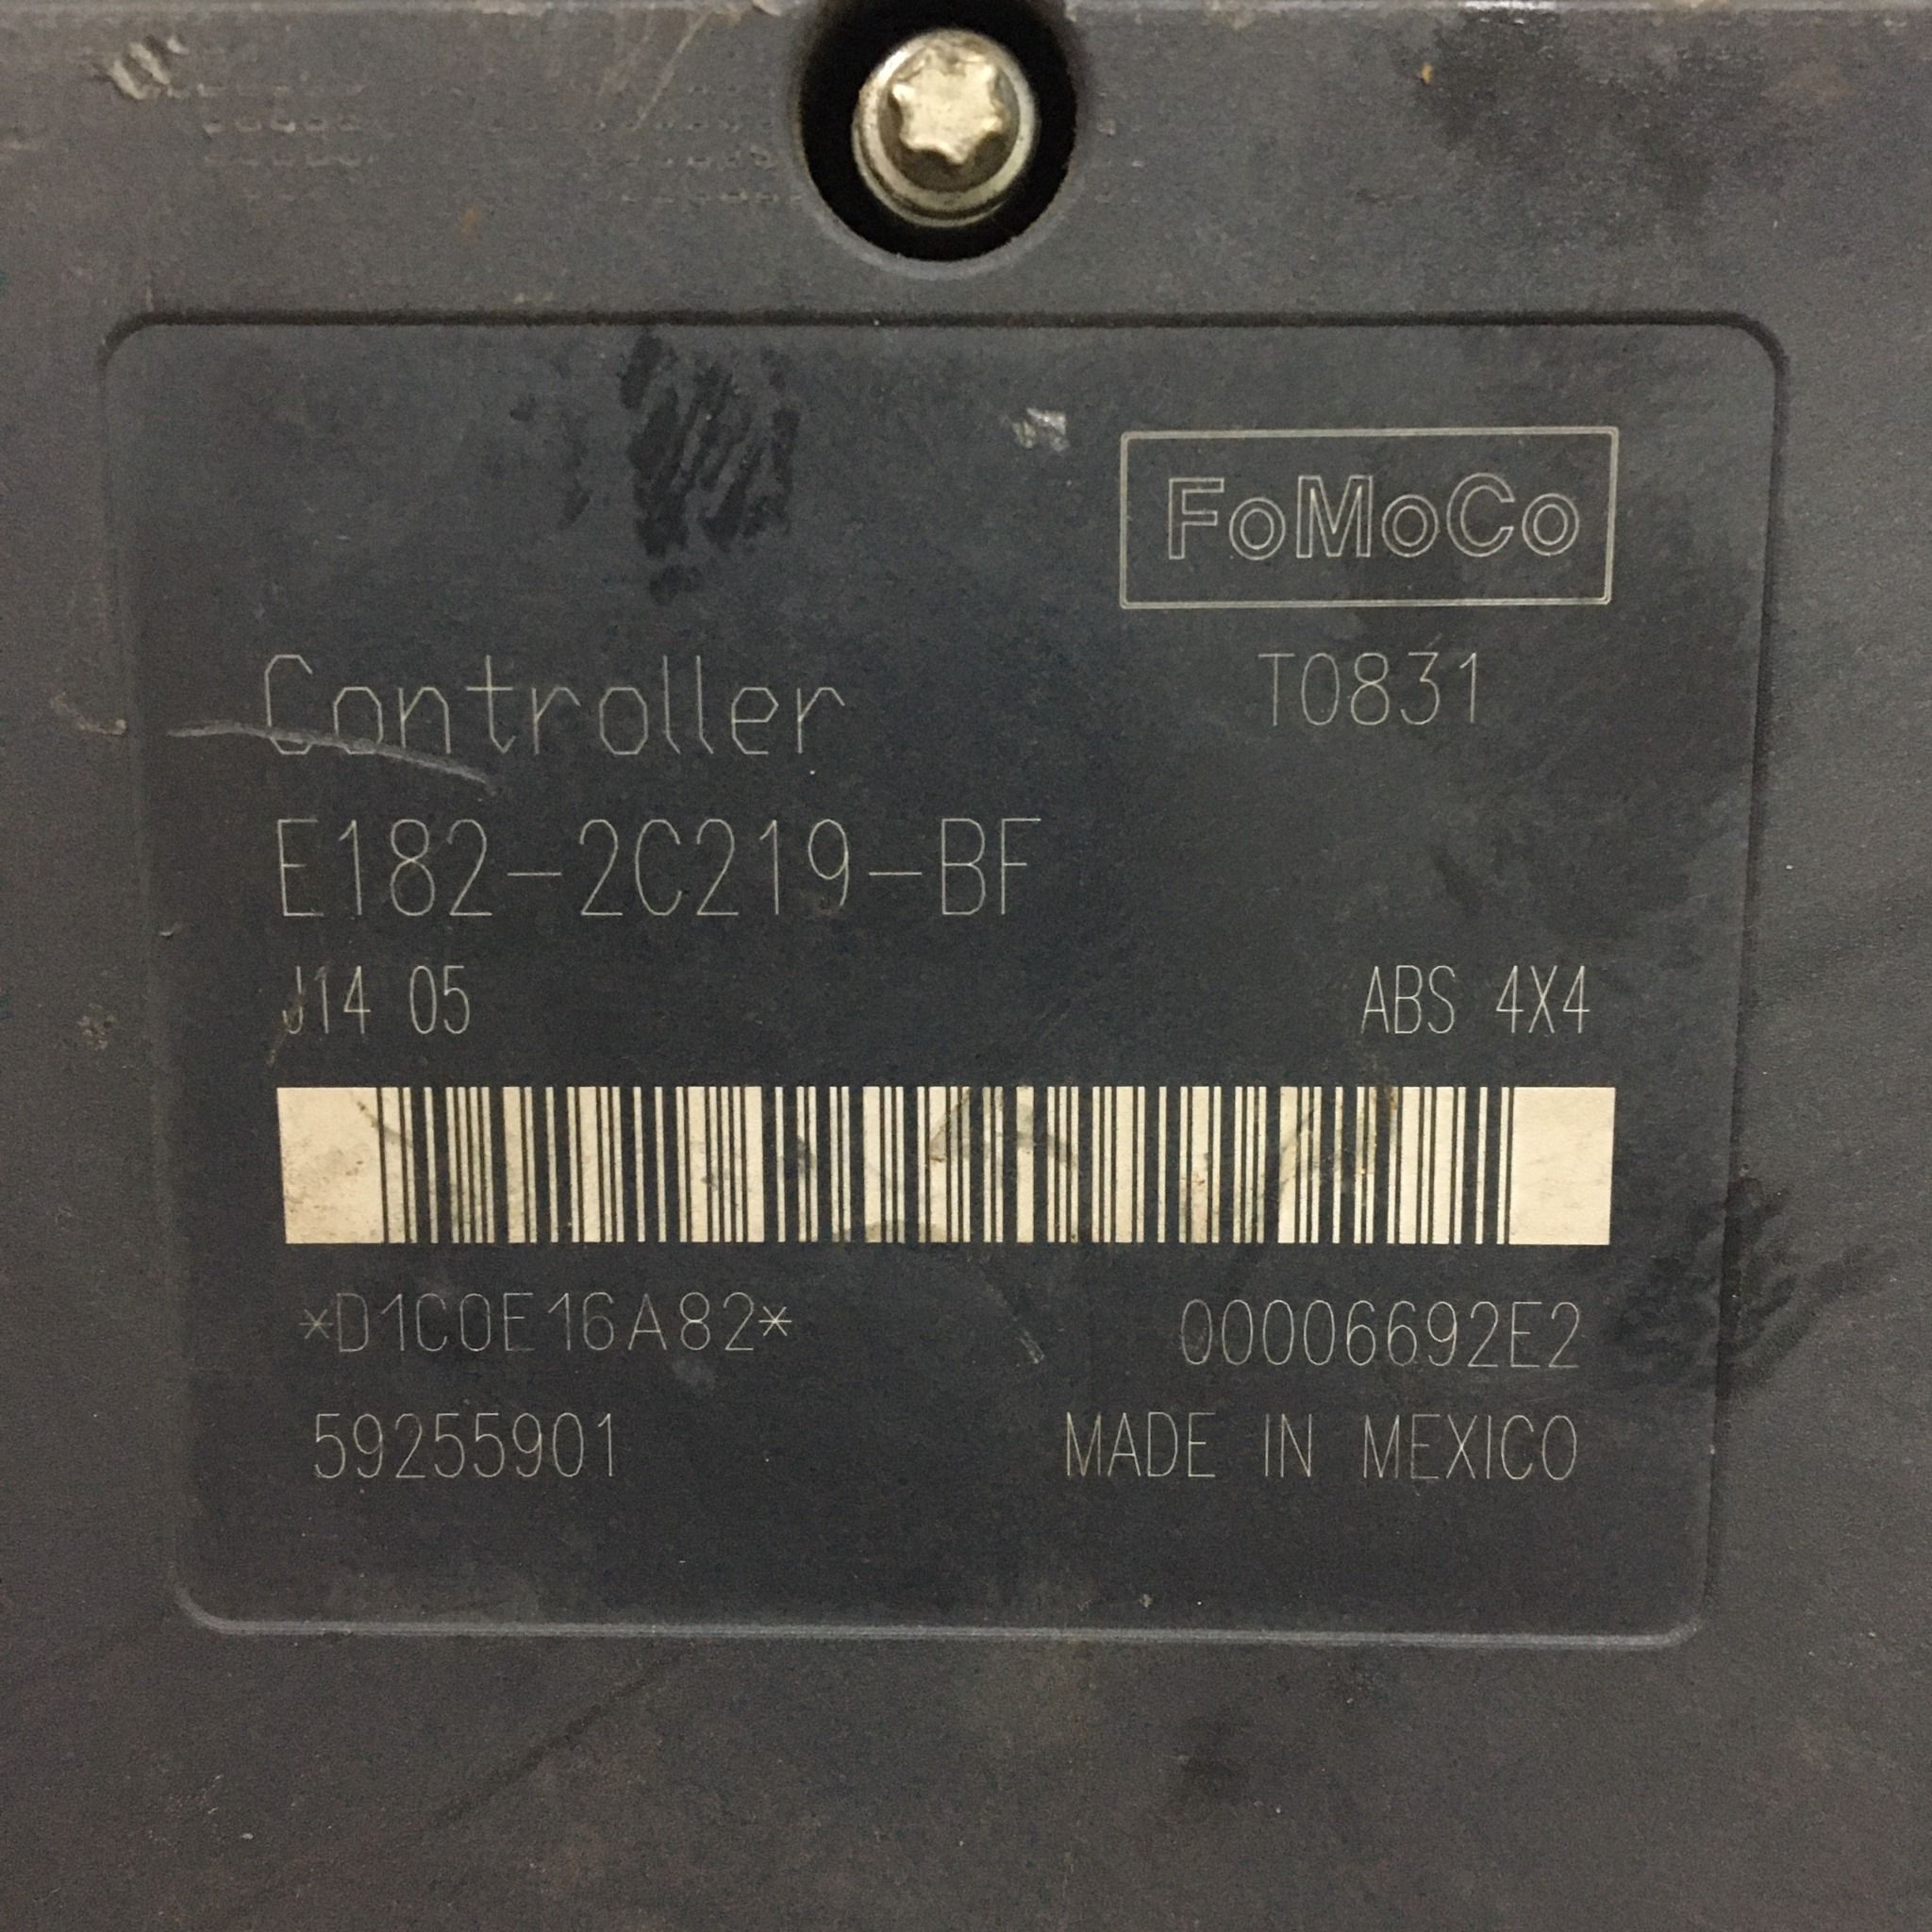 FoMoCo
Controller T0831
E182-2C219-BF
J14 05 ABS 4X4
*D1C0E16A82* 00006692E2
59255901 MADE IN MEXICO